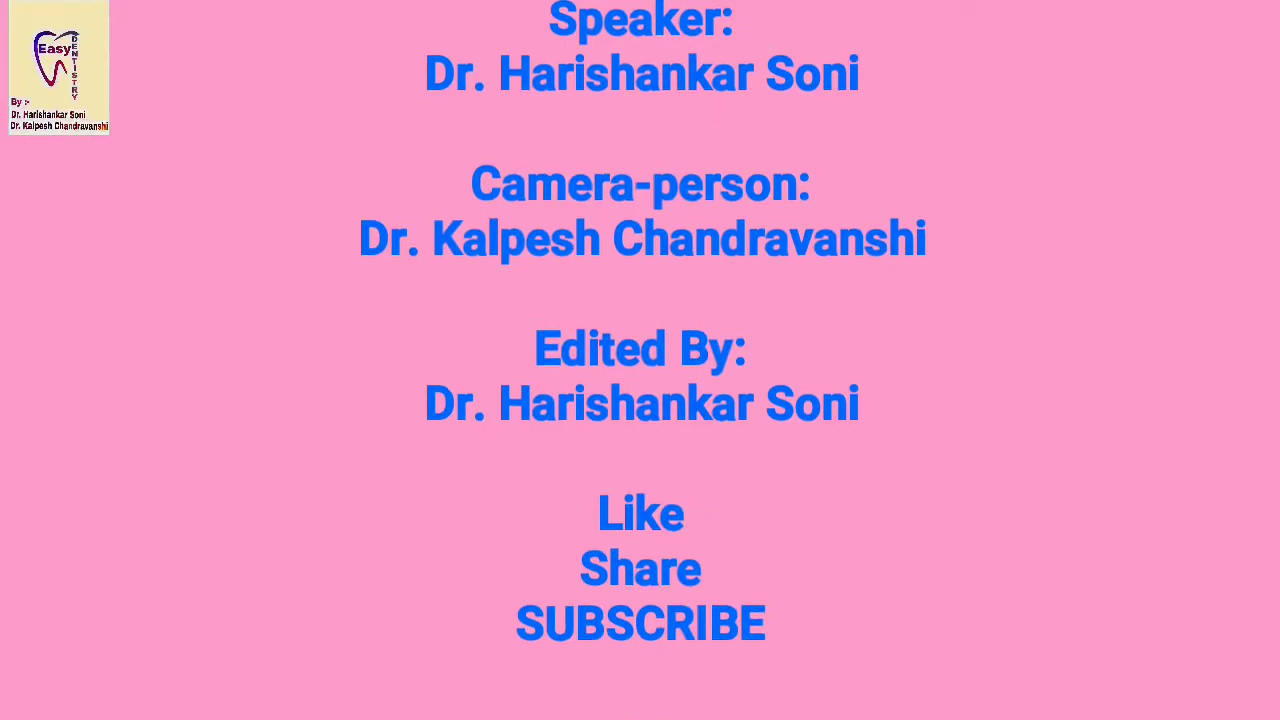 Easy
DENTISTRY
By :-
Dr. Harishankar Soni
Dr. Kalpesh Chandravanshi
Speaker:
Dr. Harishankar Soni
Camera-person:
Dr. Kalpesh Chandravanshi
Edited By:
Dr. Harishankar Soni
Like
Share
SUBSCRIBE